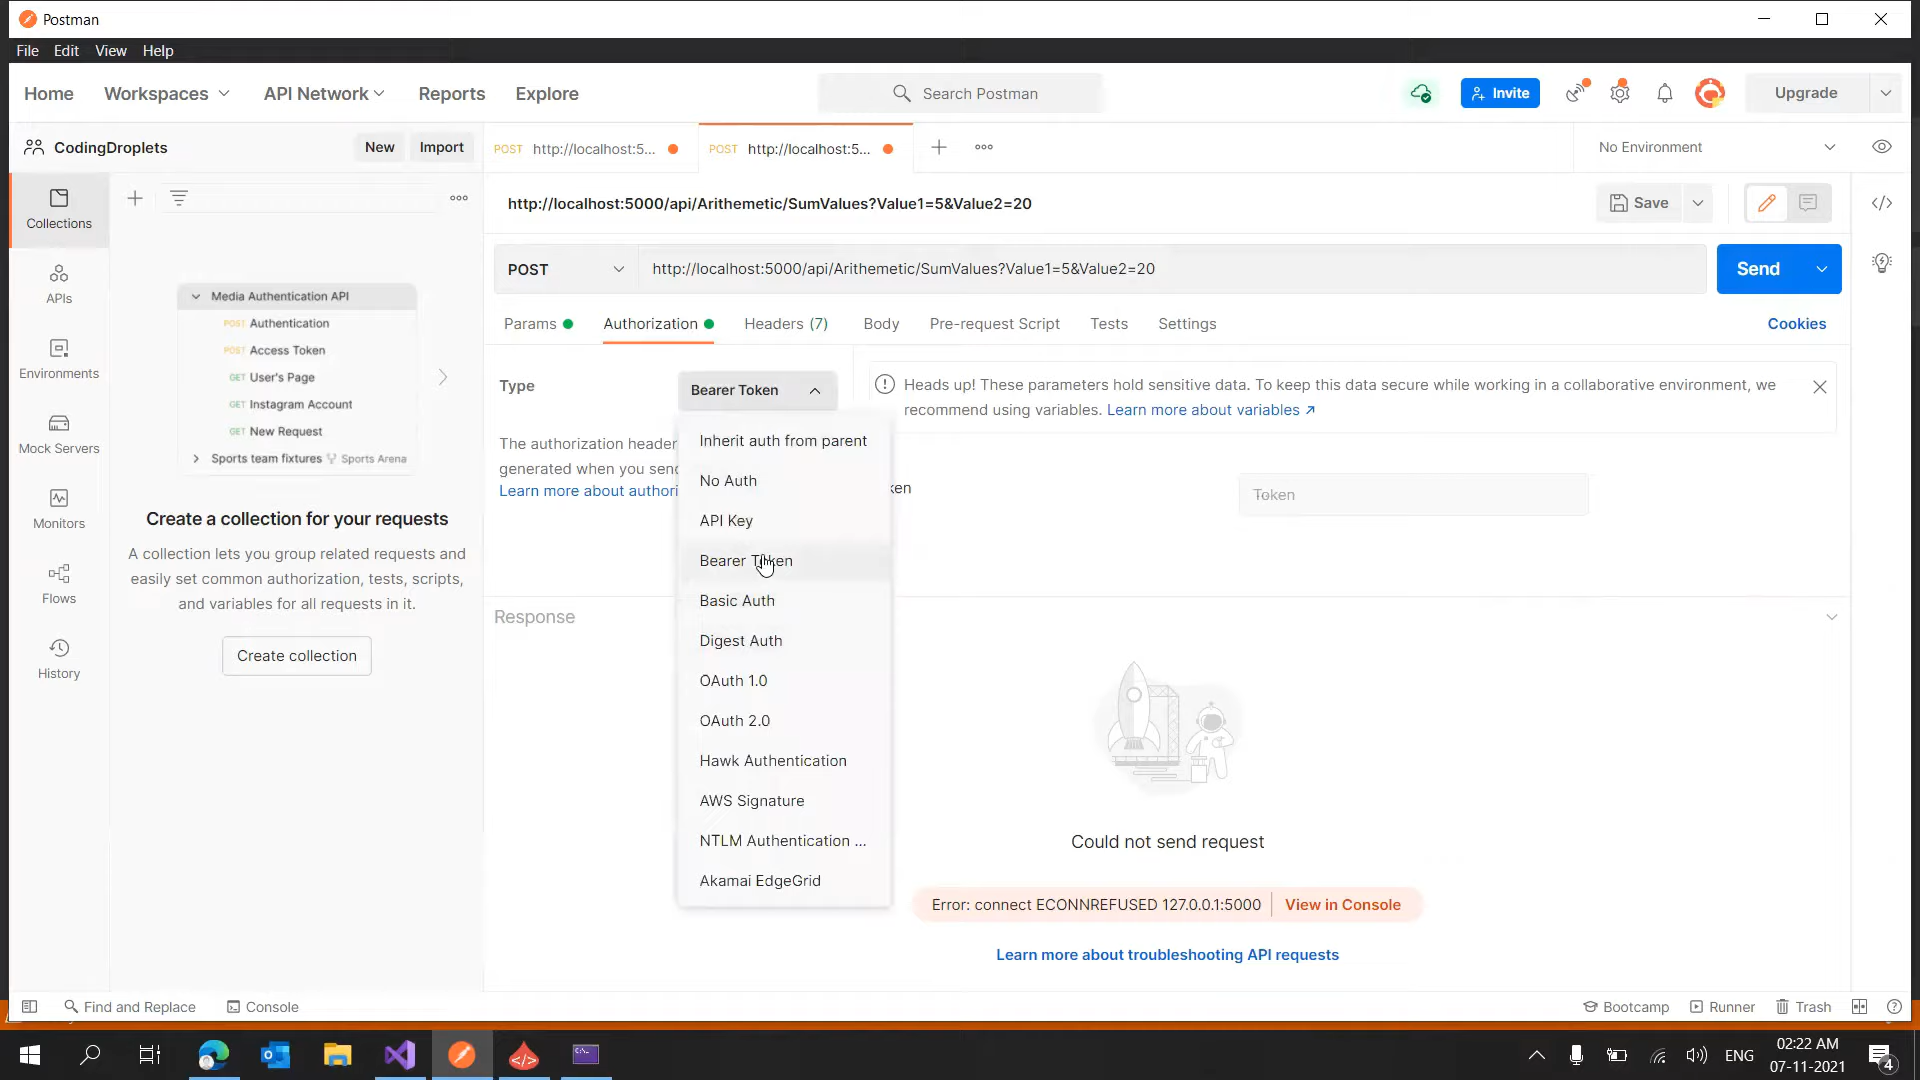 Postman
File Edit View Help
Home Workspaces API Network Reports Explore
Search Postman
Invite
Upgrade
CodingDroplets New Import
POST http://localhost:5...
POST http://localhost:5...
No Environment
Collections
APIs
Environments
Mock Servers
Monitors
Flows
History
Media Authentication API
POST Authentication
POST Access Token
GET User's Page
GET Instagram Account
GET New Request
Sports team fixtures Sports Arena
Create a collection for your requests
A collection lets you group related requests and
easily set common authorization, tests, scripts,
and variables for all requests in it.
Create collection
http://localhost:5000/api/Arithemetic/SumValues?Value1=5&Value2=20
Save
POST http://localhost:5000/api/Arithemetic/SumValues?Value1=5&Value2=20
Send
Params Authorization Headers (7) Body Pre-request Script Tests Settings
Cookies
Type
Bearer Token
The authorization header
generated when you send
Learn more about authori
Inherit auth from parent
No Auth
API Key
Bearer Token
Basic Auth
Digest Auth
OAuth 1.0
OAuth 2.0
Hawk Authentication
AWS Signature
NTLM Authentication ...
Akamai EdgeGrid
Heads up! These parameters hold sensitive data. To keep this data secure while working in a collaborative environment, we
recommend using variables. Learn more about variables ↗
ken
Token
Response
Could not send request
Error: connect ECONNREFUSED 127.0.0.1:5000 View in Console
Learn more about troubleshooting API requests
Find and Replace Console
Bootcamp Runner Trash
ENG
02:22 AM
07-11-2021
4